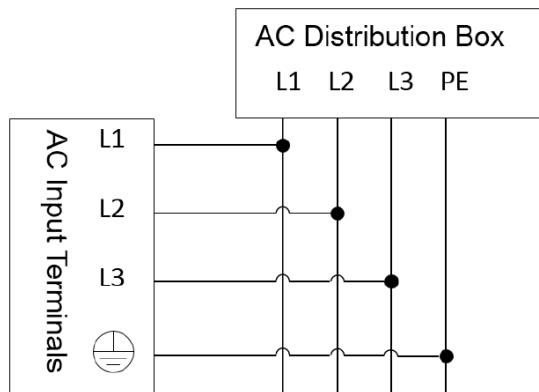 AC Distribution Box
L1 L2 L3 PE
AC Input Terminals
L1
L2
L3